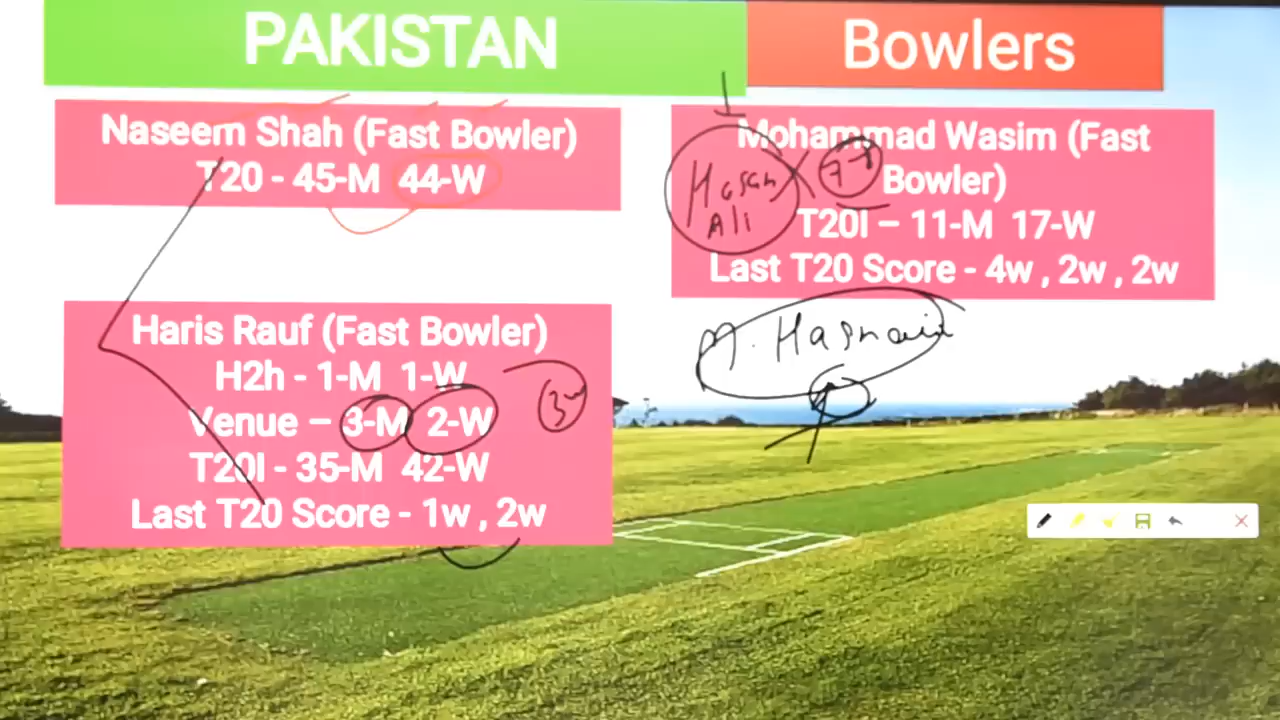 PAKISTAN
Bowlers
Naseem Shah (Fast Bowler)
T20 - 45-M 44-W
Mohammad Wasim (Fast
Bowler)
T20I – 11-M 17-W
Last T20 Score - 4w , 2w , 2w
Hasan
Ali
M. Hasnain
Haris Rauf (Fast Bowler)
H2h - 1-M 1-W
Venue – 3-M 2-W
T20I - 35-M 42-W
Last T20 Score - 1w , 2w